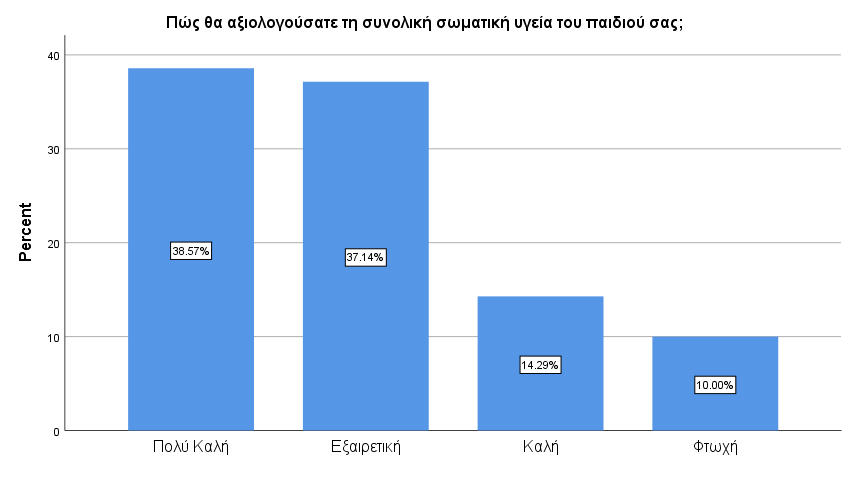 Πώς θα αξιολογούσατε τη συνολική σωματική υγεία του παιδιού σας;
Percent
40
30
20
10
0
38.57%
37.14%
14.29%
10.00%
Πολύ Καλή
Εξαιρετική
Καλή
Φτωχή